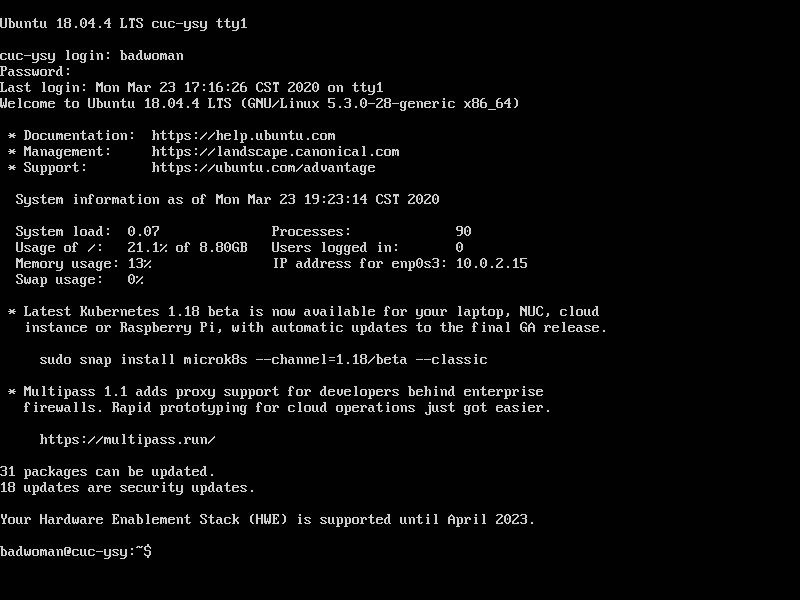 Ubuntu 18.04.4 LTS cuc-ysy tty1
cuc-ysy login: badwoman
Password:
Last login: Mon Mar 23 17:16:26 CST 2020 on tty1
Welcome to Ubuntu 18.04.4 LTS (GNU/Linux 5.3.0-28-generic x86_64)
* Documentation:  https://help.ubuntu.com
* Management:     https://landscape.canonical.com
* Support:        https://ubuntu.com/advantage
System information as of Mon Mar 23 19:23:14 CST 2020
System load:  0.07              Processes:             90
Usage of /:   21.1% of 8.80GB   Users logged in:       0
Memory usage: 13%               IP address for enp0s3: 10.0.2.15
Swap usage:   0%
* Latest Kubernetes 1.18 beta is now available for your laptop, NUC, cloud
instance or Raspberry Pi, with automatic updates to the final GA release.
sudo snap install microk8s --channel=1.18/beta --classic
* Multipass 1.1 adds proxy support for developers behind enterprise
firewalls. Rapid prototyping for cloud operations just got easier.
https://multipass.run/
31 packages can be updated.
18 updates are security updates.
Your Hardware Enablement Stack (HWE) is supported until April 2023.
badwoman@cuc-ysy:~$